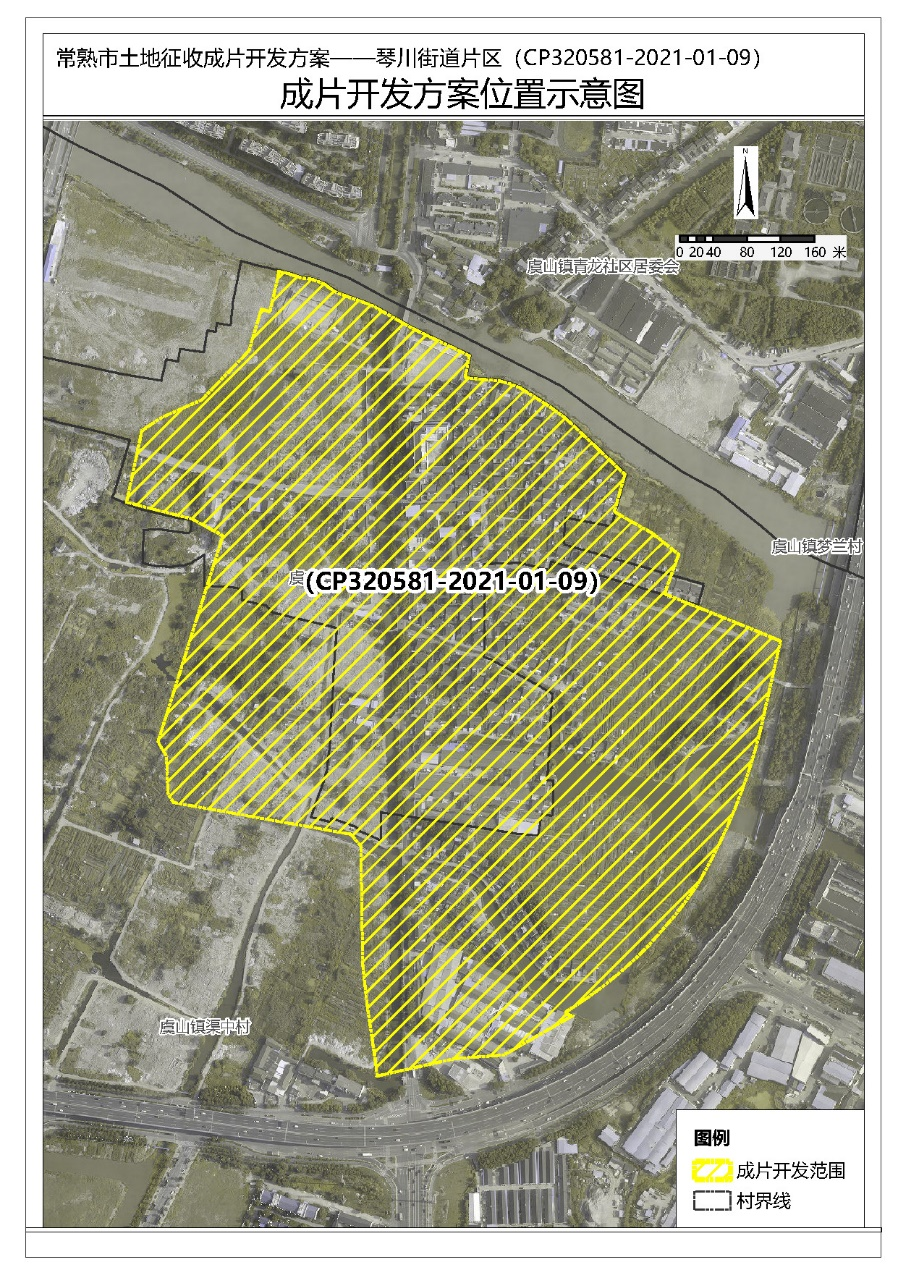 常熟市土地征收成片开发方案——琴川街道片区（CP320581-2021-01-09）
成片开发方案位置示意图
N
0 20 40 80 120 160 米
虞山镇青龙社区居委会
虞山镇梦兰村
虞
(CP320581-2021-01-09)
虞山镇渠中村
图例
成片开发范围
村界线